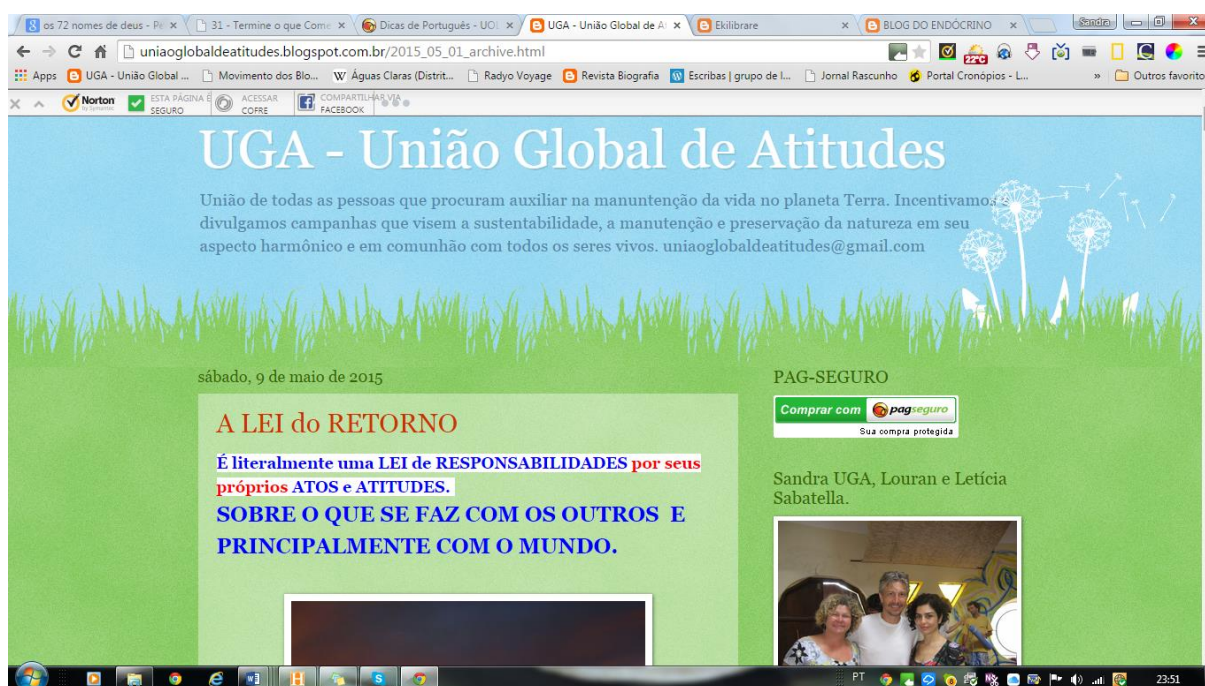 os 72 nomes de deus - Pe
31 - Termine o que Come
Dicas de Português - UOL
UGA - União Global de At
Ekilibrare
BLOG DO ENDÓCRINO
Sandra
uniaoglobaldeatitudes.blogspot.com.br/2015_05_01_archive.html
22°C
Apps
UGA - União Global ...
Movimento dos Blo...
Águas Claras (Distrit...
Radyo Voyage
Revista Biografia
Escribas | grupo de l...
Jornal Rascunho
Portal Cronópios - L...
»
Outros favorito
Norton
by Symantec
ESTA PÁGINA É
SEGURO
ACESSAR
COFRE
COMPARTILHAR VIA
FACEBOOK
UGA - União Global de Atitudes
União de todas as pessoas que procuram auxiliar na manuntenção da vida no planeta Terra. Incentivamos
divulgamos campanhas que visem a sustentabilidade, a manutenção e preservação da natureza em seu
aspecto harmônico e em comunhão com todos os seres vivos. uniaoglobaldeatitudes@gmail.com
sábado, 9 de maio de 2015
A LEI do RETORNO
É literalmente uma LEI de RESPONSABILIDADES por seus
próprios ATOS e ATITUDES.
SOBRE O QUE SE FAZ COM OS OUTROS E
PRINCIPALMENTE COM O MUNDO.
PAG-SEGURO
Comprar com pagseguro
Sua compra protegida
Sandra UGA, Louran e Letícia
Sabatella.
PT
23:51